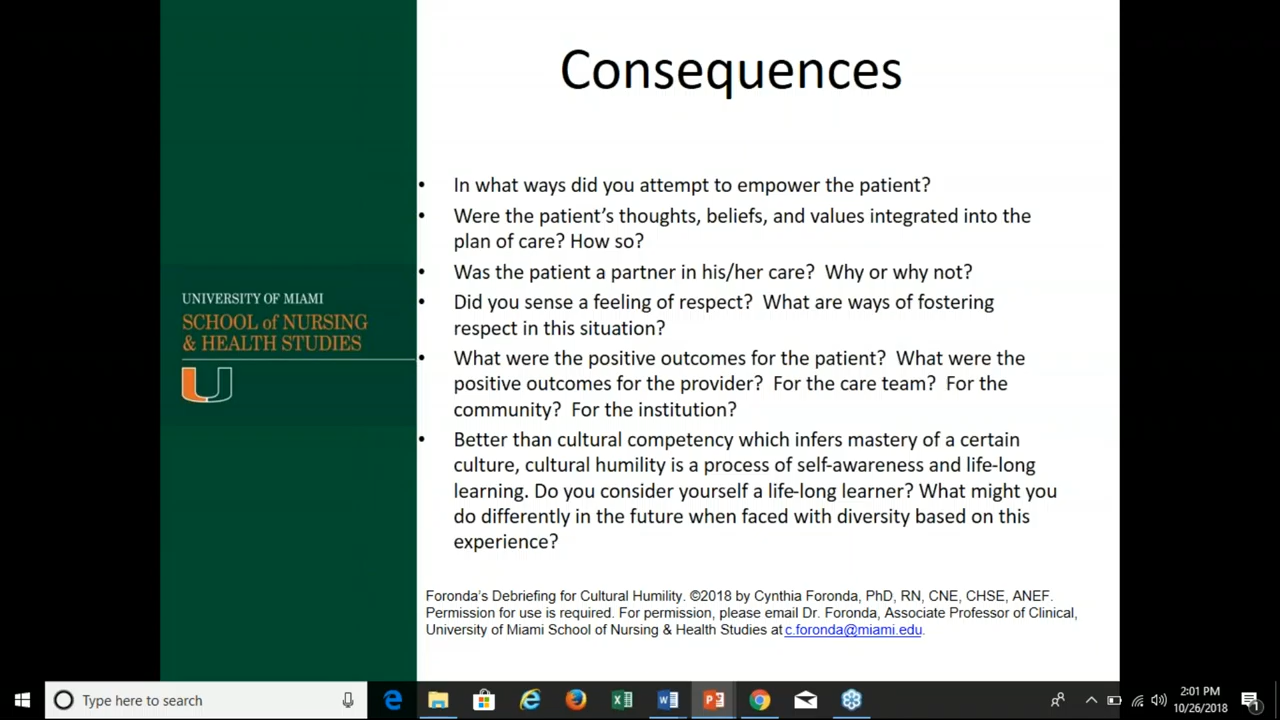 Consequences
• In what ways did you attempt to empower the patient?
• Were the patient's thoughts, beliefs, and values integrated into the
plan of care? How so?
• Was the patient a partner in his/her care?  Why or why not?
• Did you sense a feeling of respect?  What are ways of fostering
respect in this situation?
• What were the positive outcomes for the patient?  What were the
positive outcomes for the provider?  For the care team?  For the
community?  For the institution?
• Better than cultural competency which infers mastery of a certain
culture, cultural humility is a process of self-awareness and life-long
learning. Do you consider yourself a life-long learner? What might you
do differently in the future when faced with diversity based on this
experience?
UNIVERSITY OF MIAMI
SCHOOL of NURSING
& HEALTH STUDIES
U
Foronda's Debriefing for Cultural Humility. ©2018 by Cynthia Foronda, PhD, RN, CNE, CHSE, ANEF.
Permission for use is required. For permission, please email Dr. Foronda, Associate Professor of Clinical,
University of Miami School of Nursing & Health Studies at c.foronda@miami.edu.
Type here to search
2:01 PM
10/26/2018
1